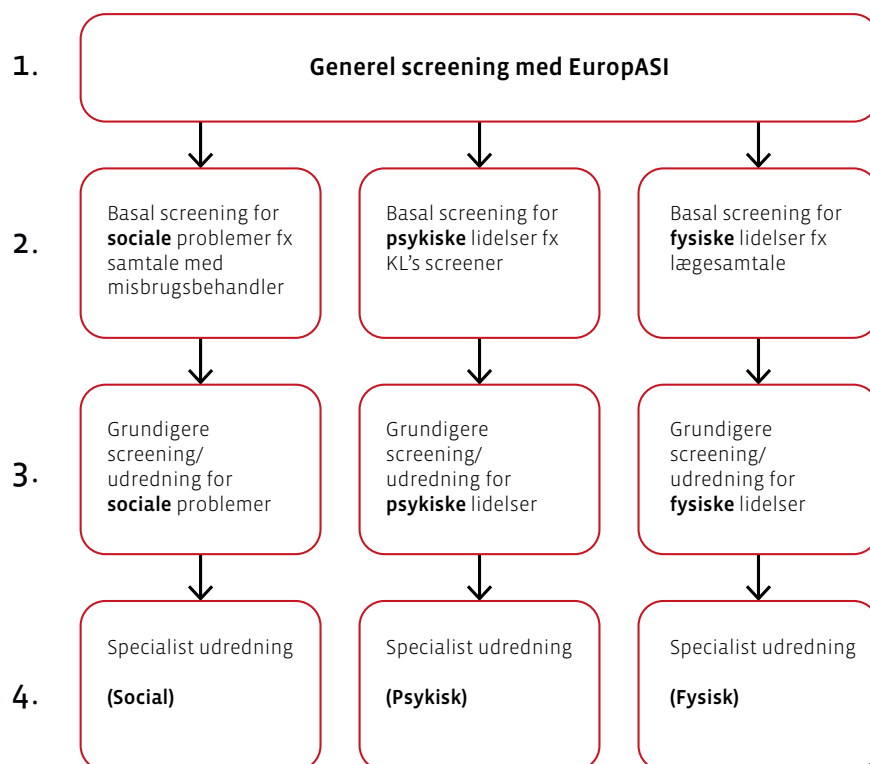 1.
Generel screening med EuropASI
2.
Basal screening for
sociale problemer fx
samtale med
misbrugsbehandler
Basal screening for
psykiske lidelser fx
KL's screener
Basal screening for
fysiske lidelser fx
lægesamtale
3.
Grundigere
screening/
udredning for
sociale problemer
Grundigere
screening/
udredning for
psykiske lidelser
Grundigere
screening/
udredning for
fysiske lidelser
4.
Specialist udredning
(Social)
Specialist udredning
(Psykisk)
Specialist udredning
(Fysisk)